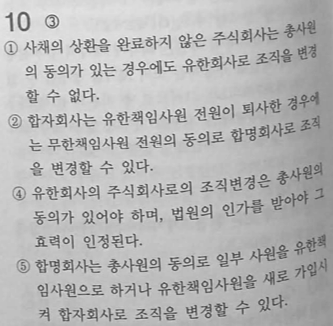 10 ③
① 사채의 상환을 완료하지 않은 주식회사는 총사원
의 동의가 있는 경우에도 유한회사로 조직을 변경
할 수 없다.
② 합자회사는 유한책임사원 전원이 퇴사한 경우에
는 무한책임사원 전원의 동의로 합명회사로 조직
을 변경할 수 있다.
④ 유한회사의 주식회사로의 조직변경은 총사원의
동의가 있어야 하며, 법원의 인가를 받아야 그
효력이 인정된다.
⑤ 합명회사는 총사원의 동의로 일부 사원을 유한책
임사원으로 하거나 유한책임사원을 새로 가입시
켜 합자회사로 조직을 변경할 수 있다.